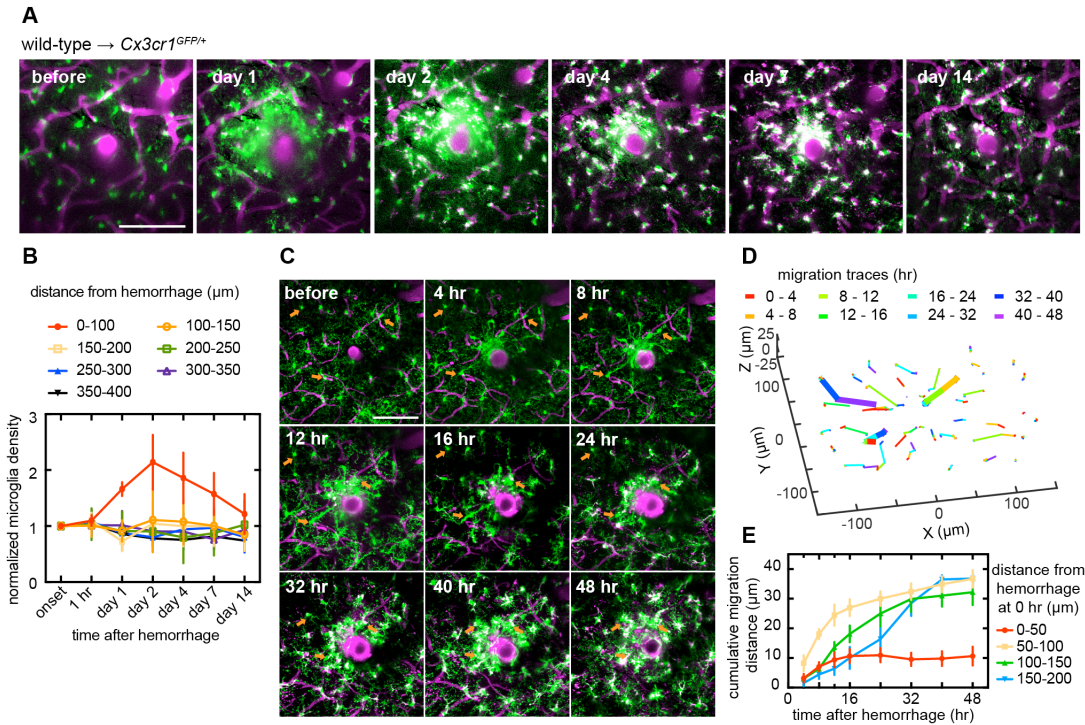 A
wild-type → Cx3cr1GFP/+
before
day 1
day 2
day 4
day 7
day 14
B
distance from hemorrhage (µm)
0-100
100-150
150-200
200-250
250-300
300-350
350-400
normalized microglia density
3
2
1
0
onset
1 hr
day 1
day 2
day 4
day 7
day 14
time after hemorrhage
C
before
4 hr
8 hr
12 hr
16 hr
24 hr
32 hr
40 hr
48 hr
D
migration traces (hr)
0 - 4
8 - 12
16 - 24
32 - 40
4 - 8
12 - 16
24 - 32
40 - 48
Z (µm)
25
0
-25
100
Y (µm)
0
-100
-100
0
100
X (µm)
E
cumulative migration
distance (µm)
40
30
20
10
0
0
16
32
48
time after hemorrhage (hr)
distance from
hemorrhage
at 0 hr (µm)
0-50
50-100
100-150
150-200